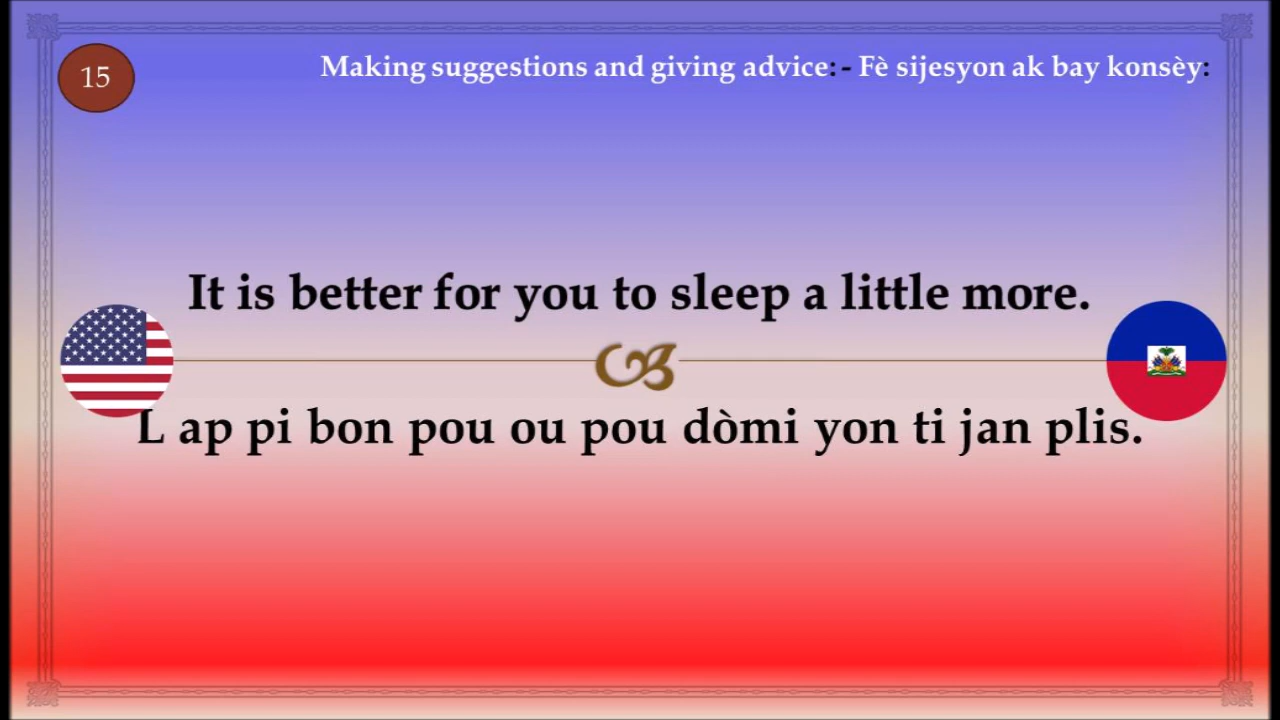 15
Making suggestions and giving advice: - Fè sijesyon ak bay konsèy:
It is better for you to sleep a little more.
L ap pi bon pou ou pou dòmi yon ti jan plis.